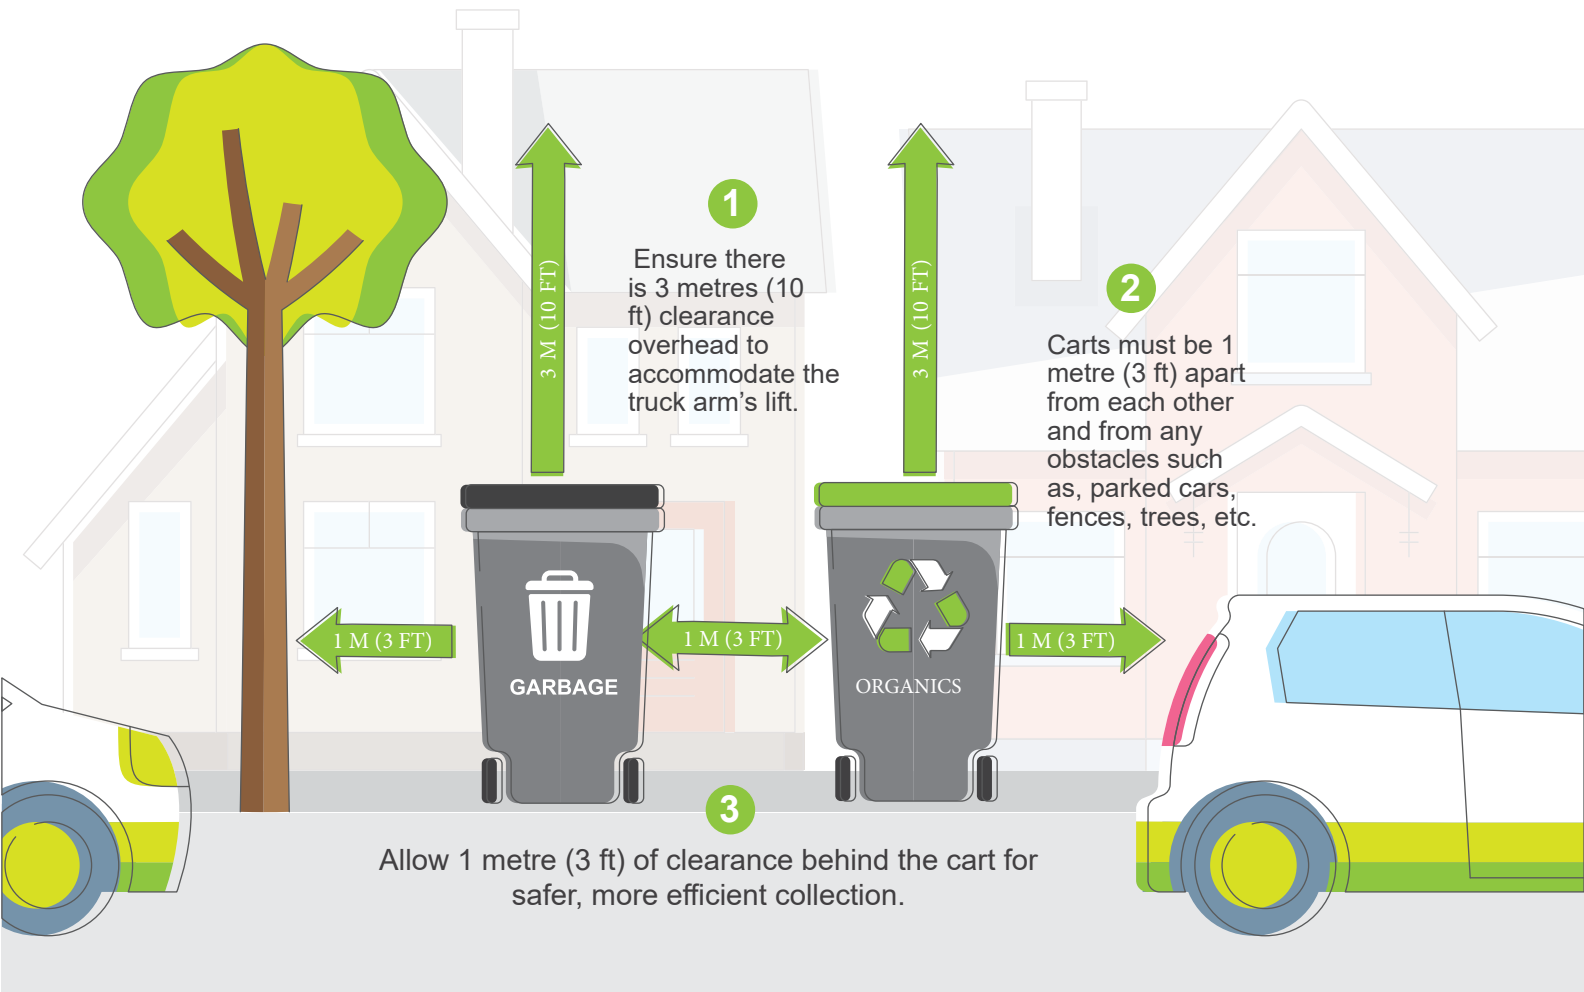 1
Ensure there
is 3 metres (10
ft) clearance
overhead to
accommodate the
truck arm's lift.
2
Carts must be 1
metre (3 ft) apart
from each other
and from any
obstacles such
as, parked cars,
fences, trees, etc.
3 M (10 FT)
3 M (10 FT)
1 M (3 FT)
1 M (3 FT)
1 M (3 FT)
GARBAGE
ORGANICS
3
Allow 1 metre (3 ft) of clearance behind the cart for
safer, more efficient collection.